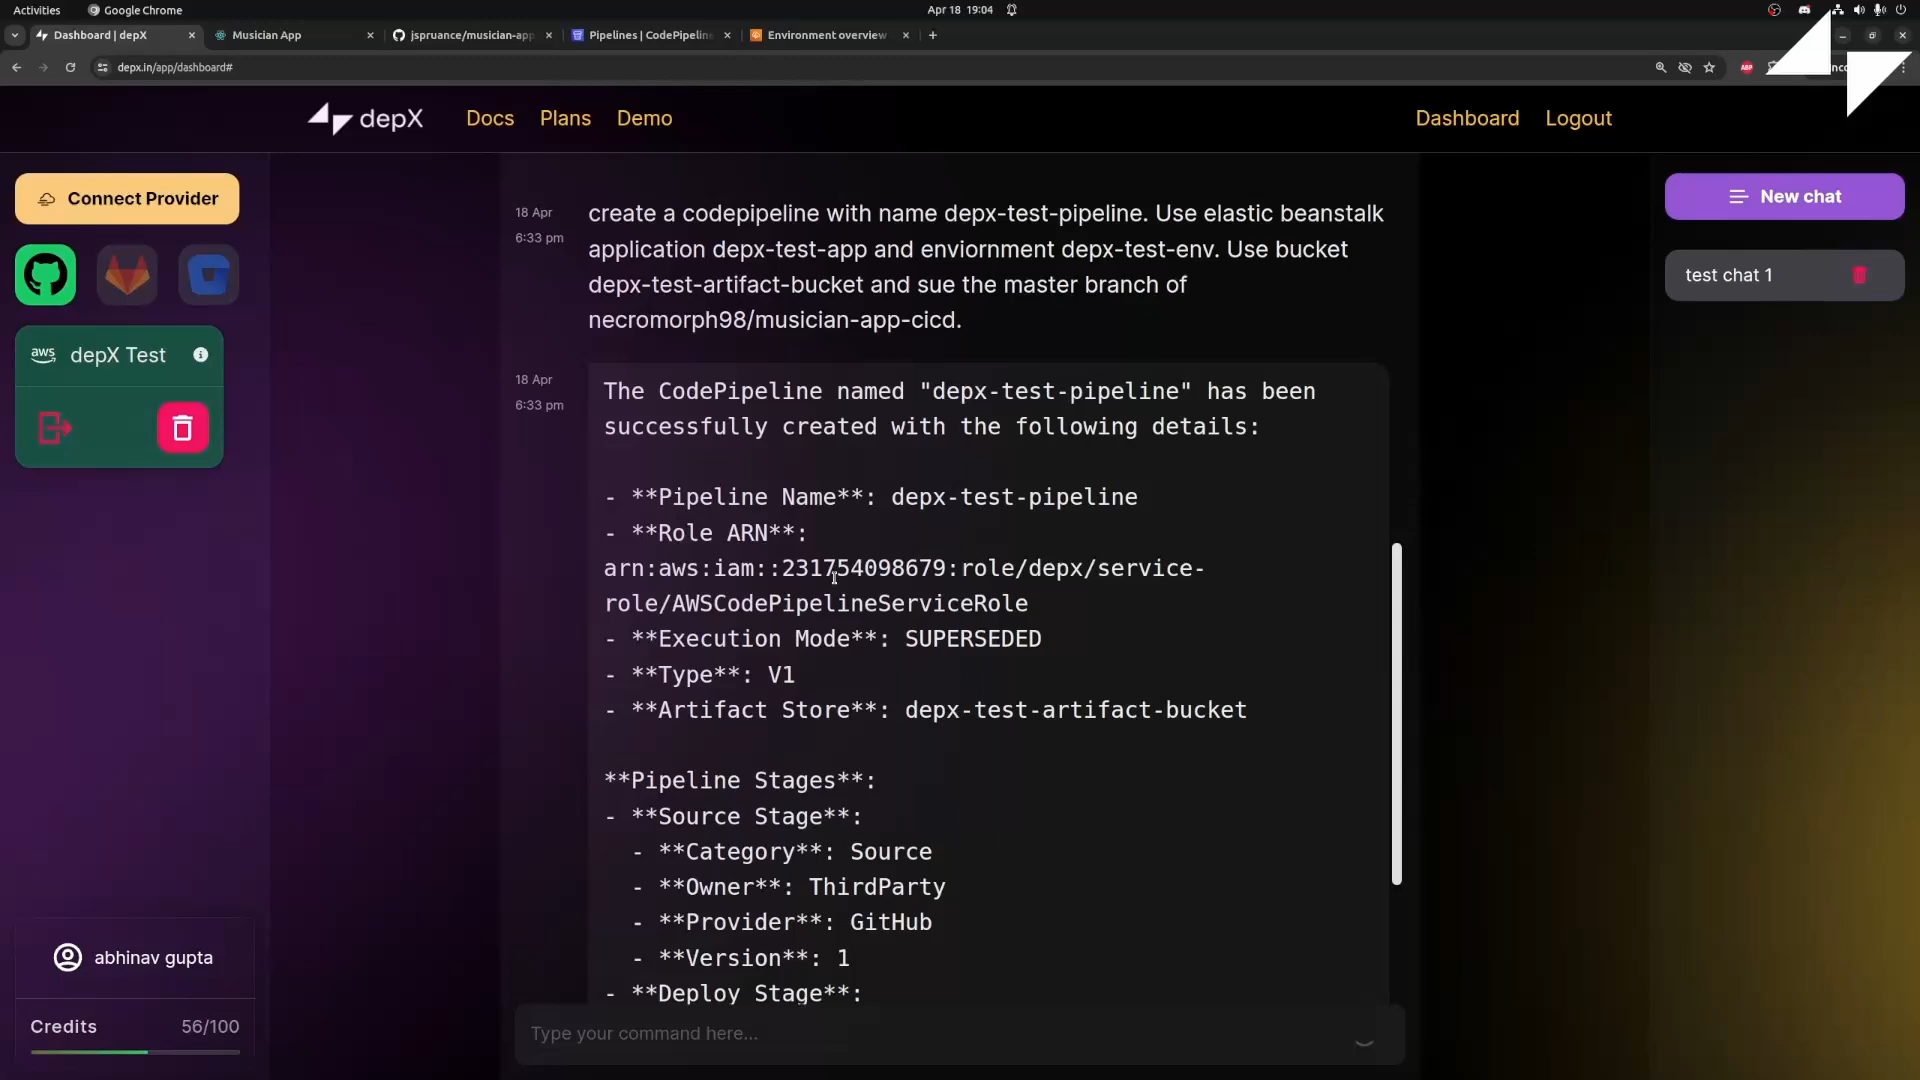 Activities Google Chrome Apr 18 19:04
Dashboard | depX Musician App jspruance/musician-app Pipelines | CodePipeline Environment overview
depx.in/app/dashboard# ABP
depX Docs Plans Demo Dashboard Logout
Connect Provider
aws depX Test
abhinav gupta
Credits 56/100
18 Apr
6:33 pm
create a codepipeline with name depx-test-pipeline. Use elastic beanstalk
application depx-test-app and enviornment depx-test-env. Use bucket
depx-test-artifact-bucket and sue the master branch of
necromorph98/musician-app-cicd.
18 Apr
6:33 pm
The CodePipeline named "depx-test-pipeline" has been
successfully created with the following details:
- **Pipeline Name**: depx-test-pipeline
- **Role ARN**:
arn:aws:iam::231754098679:role/depx/service-
role/AWSCodePipelineServiceRole
- **Execution Mode**: SUPERSEDED
- **Type**: V1
- **Artifact Store**: depx-test-artifact-bucket
**Pipeline Stages**:
- **Source Stage**:
- **Category**: Source
- **Owner**: ThirdParty
- **Provider**: GitHub
- **Version**: 1
- **Deploy Stage**:
Type your command here...
New chat
test chat 1